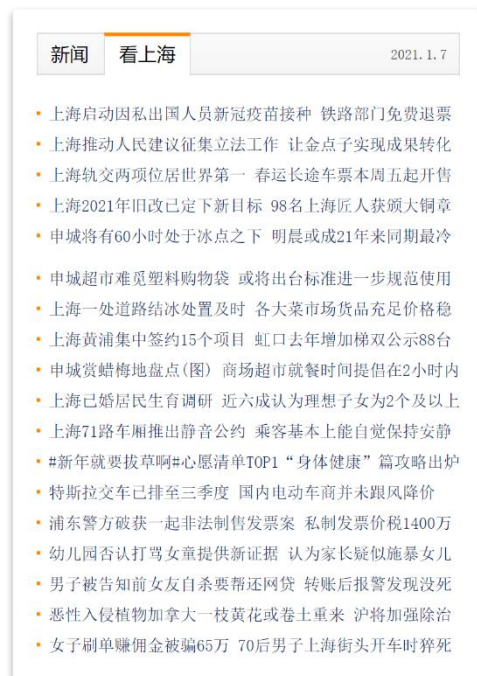 新闻 看上海 2021.1.7
上海启动因私出国人员新冠疫苗接种 铁路部门免费退票
上海推动人民建议征集立法工作 让金点子实现成果转化
上海轨交两项位居世界第一 春运长途车票本周五起开售
上海2021年旧改已定下新目标 98名上海匠人获颁大铜章
申城将有60小时处于冰点之下 明晨或成21年来同期最冷
申城超市难觅塑料购物袋 或将出台标准进一步规范使用
上海一处道路结冰处置及时 各大菜市场货品充足价格稳
上海黄浦集中签约15个项目 虹口去年增加梯双公示88台
申城赏蜡梅地盘点(图) 商场超市就餐时间提倡在2小时内
上海已婚居民生育调研 近六成认为理想子女为2个及以上
上海71路车厢推出静音公约 乘客基本上能自觉保持安静
#新年就要拔草啊#心愿清单TOP1“身体健康”篇攻略出炉
特斯拉交车已排至三季度 国内电动车商并未跟风降价
浦东警方破获一起非法制售发票案 私制发票价税1400万
幼儿园否认打骂女童提供新证据 认为家长疑似施暴女儿
男子被告知前女友自杀要帮还网贷 转账后报警发现没死
恶性入侵植物加拿大一枝黄花或卷土重来 沪将加强除治
女子刷单赚佣金被骗65万 70后男子上海街头开车时猝死